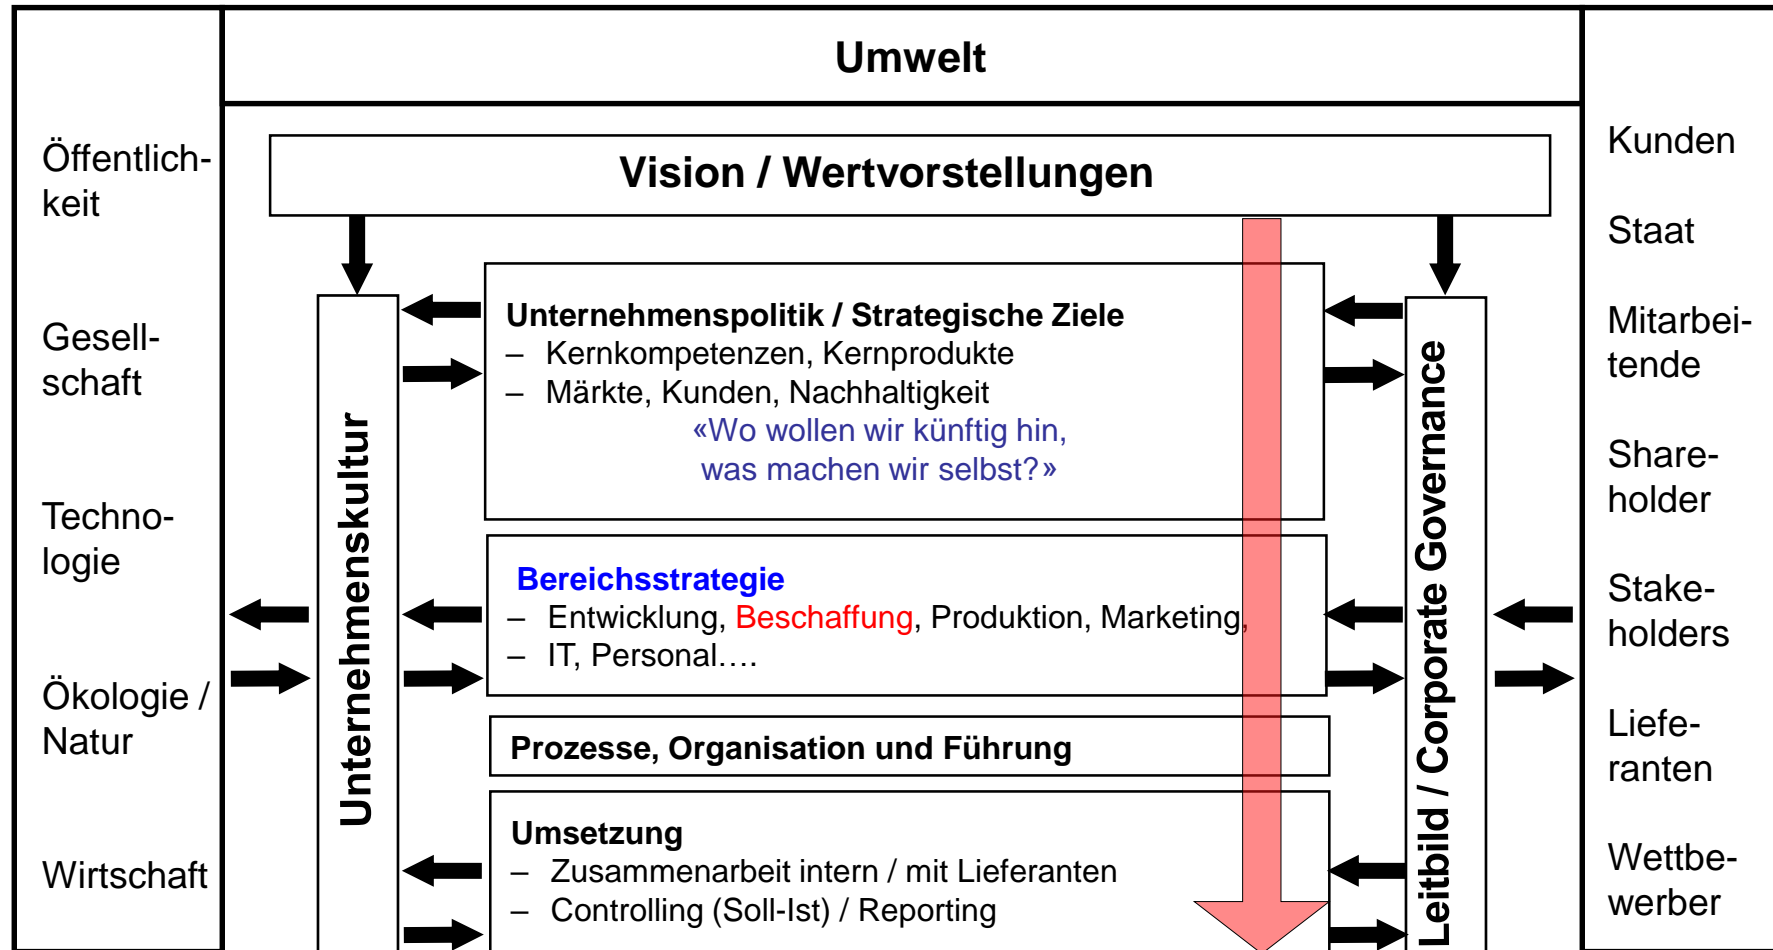 Umwelt
Öffentlich-
keit
Gesell-
schaft
Techno-
logie
Ökologie /
Natur
Wirtschaft
Vision / Wertvorstellungen
Unternehmenskultur
Unternehmenspolitik / Strategische Ziele
– Kernkompetenzen, Kernprodukte
– Märkte, Kunden, Nachhaltigkeit
«Wo wollen wir künftig hin,
was machen wir selbst?»
Bereichsstrategie
– Entwicklung, Beschaffung, Produktion, Marketing,
– IT, Personal….
Prozesse, Organisation und Führung
Umsetzung
– Zusammenarbeit intern / mit Lieferanten
– Controlling (Soll-Ist) / Reporting
Leitbild / Corporate Governance
Kunden
Staat
Mitarbei-
tende
Share-
holder
Stake-
holders
Liefe-
ranten
Wettbe-
werber